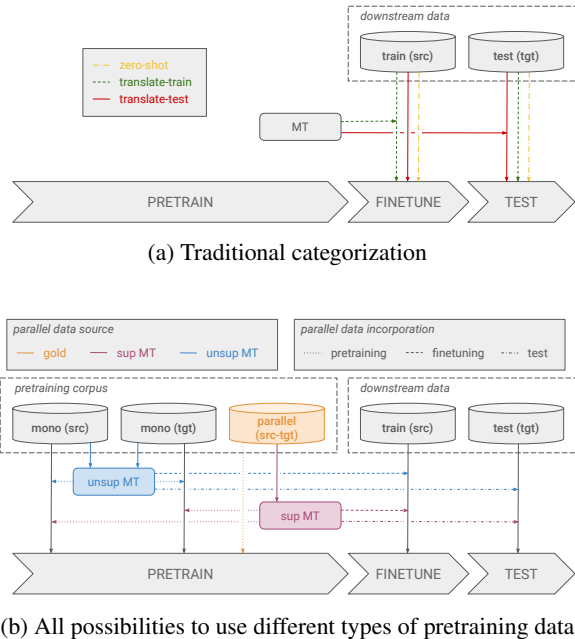 downstream data
zero-shot
translate-train
translate-test
train (src)
test (tgt)
MT
PRETRAIN
FINETUNE
TEST
(a) Traditional categorization
parallel data source
gold
sup MT
unsup MT
parallel data incorporation
pretraining
finetuning
test
pretraining corpus
downstream data
mono (src)
mono (tgt)
parallel
(src-tgt)
train (src)
test (tgt)
unsup MT
sup MT
PRETRAIN
FINETUNE
TEST
(b) All possibilities to use different types of pretraining data